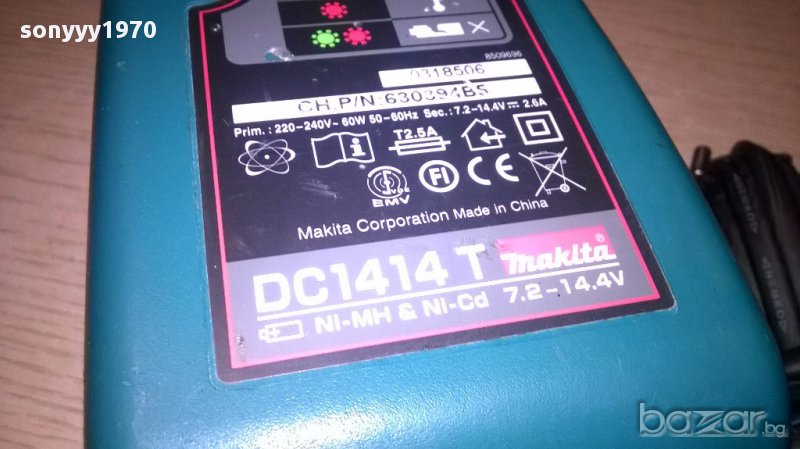 sonyyy1970
8509696
0318506
CH.P/N:630394B5
Prim.: 220-240V~ 60W 50-60Hz Sec.: 7.2-14.4V⎓ 2.6A
T2.5A
VDE
EMV
FI
CE
Makita Corporation Made in China
DC1414 T makita®
Ni-MH & Ni-Cd 7.2-14.4V
bazar.bg